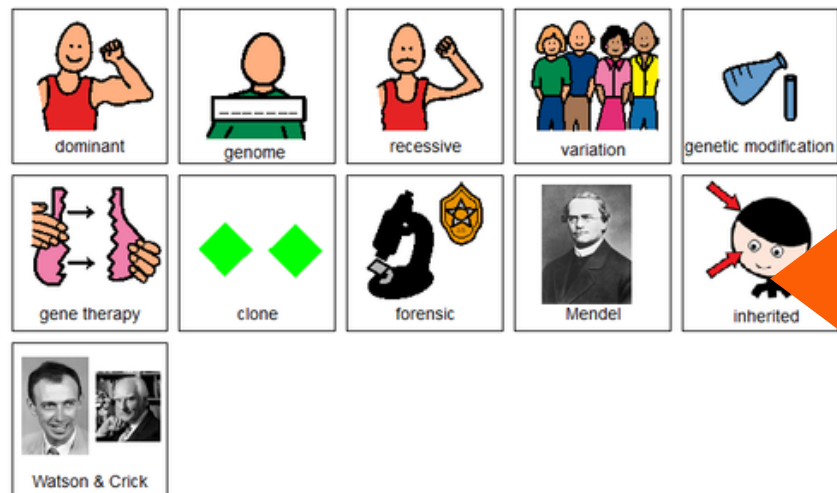 dominant
genome
recessive
variation
genetic modification
gene therapy
clone
forensic
Mendel
inherited
Watson & Crick